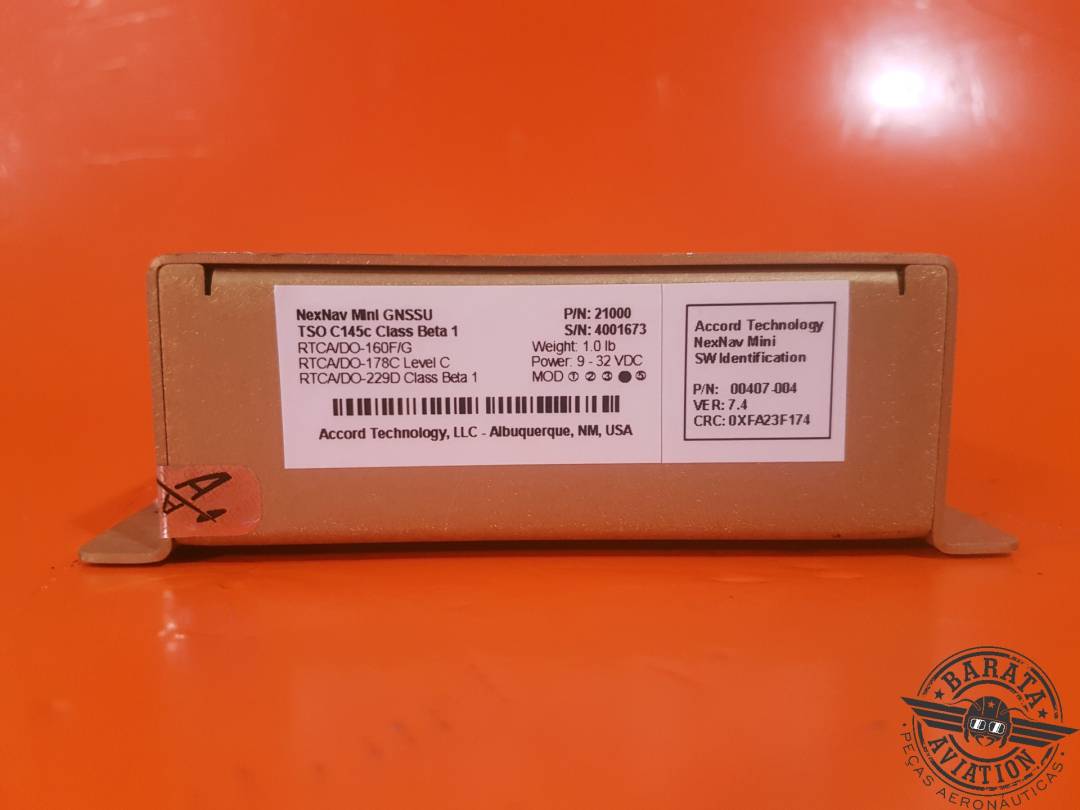 NexNav Mini GNSSU
TSO C145c Class Beta 1
RTCA/DO-160F/G
RTCA/DO-178C Level C
RTCA/DO-229D Class Beta 1
P/N: 21000
S/N: 4001673
Weight: 1.0 lb
Power: 9 - 32 VDC
MOD ① ② ③ ● ⑤
Accord Technology, LLC - Albuquerque, NM, USA
Accord Technology
NexNav Mini
SW Identification
P/N: 00407-004
VER: 7.4
CRC: 0XFA23F174
BARATA
AVIATION
PEÇAS AERONÁUTICAS